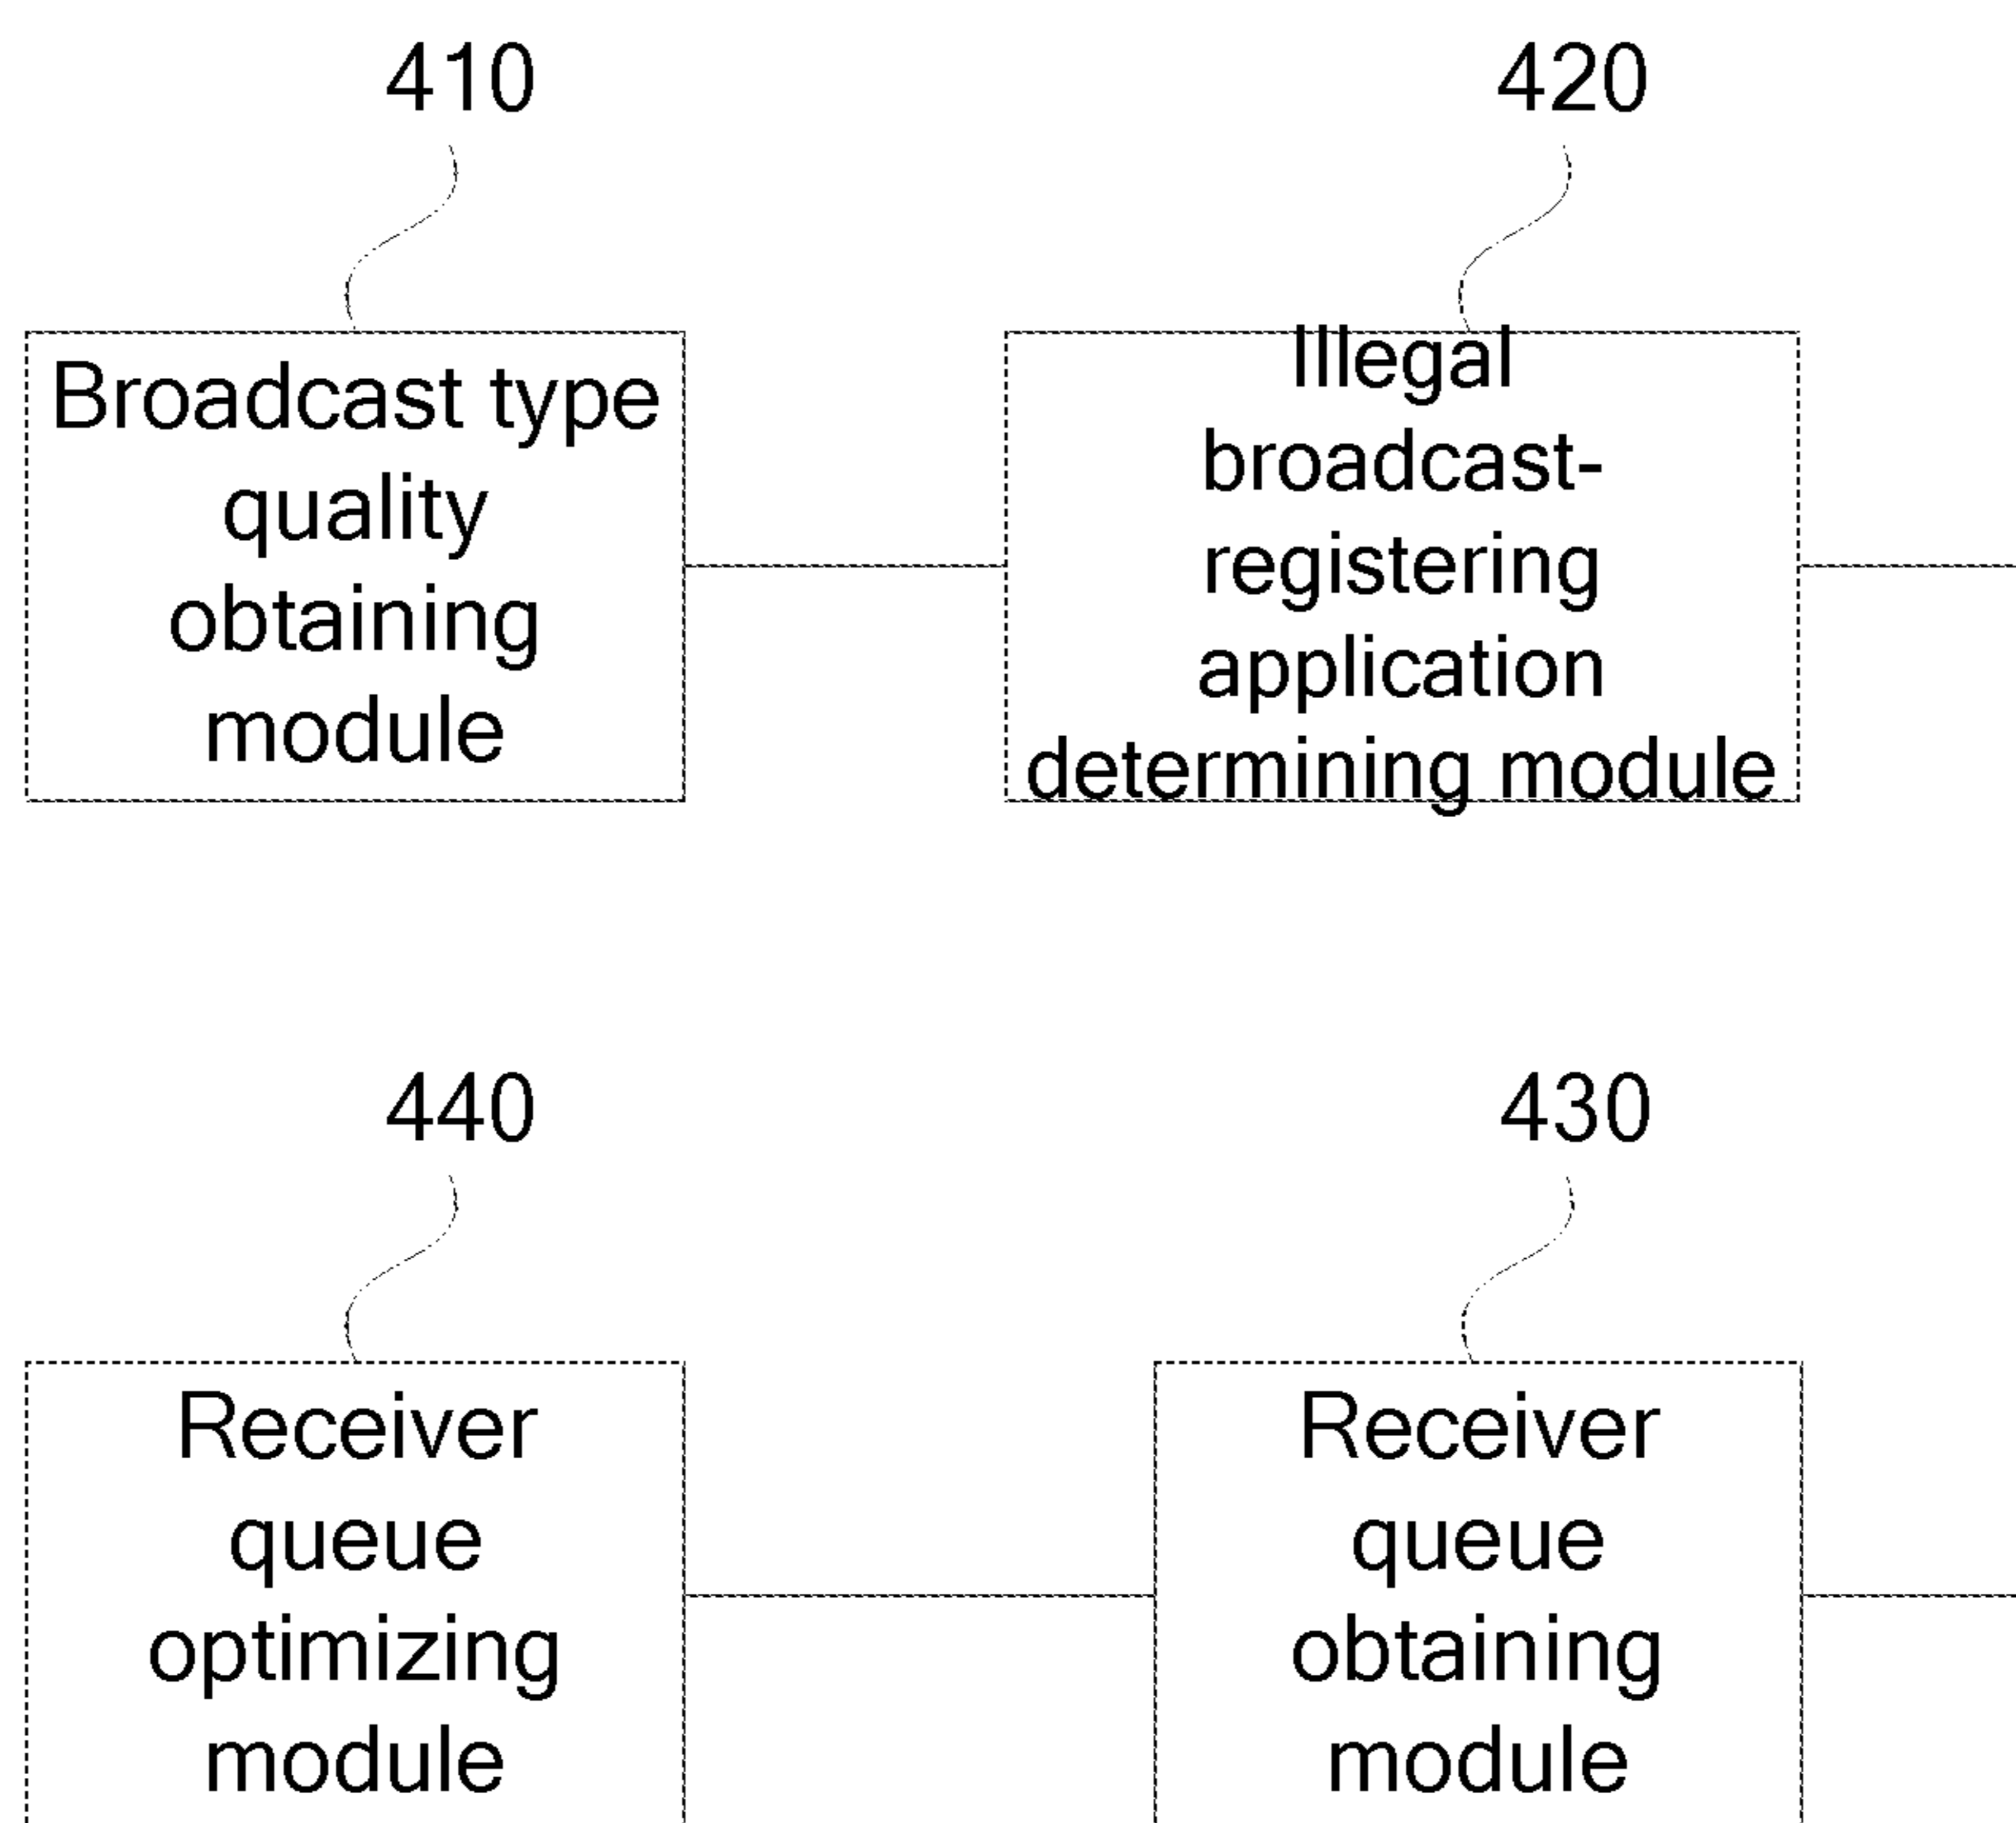 410
420
Broadcast type
quality
obtaining
module
Illegal
broadcast-
registering
application
determining module
440
430
Receiver
queue
optimizing
module
Receiver
queue
obtaining
module